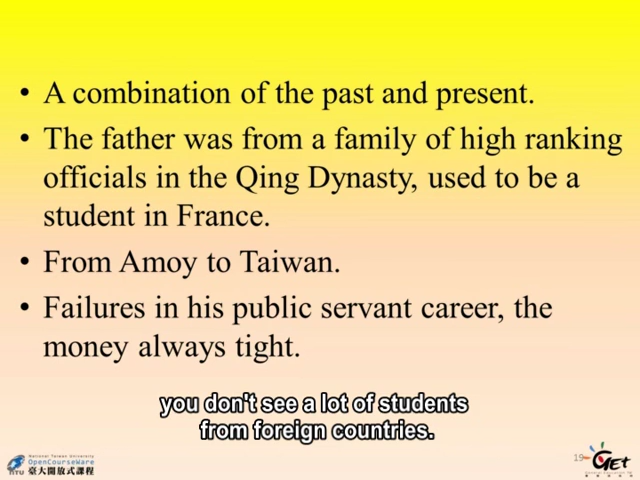 • A combination of the past and present.
• The father was from a family of high ranking
officials in the Qing Dynasty, used to be a
student in France.
• From Amoy to Taiwan.
• Failures in his public servant career, the
money always tight.
you don't see a lot of students
from foreign countries.
National Taiwan University
OpenCourseWare
NTU 臺大開放式課程
19
GET